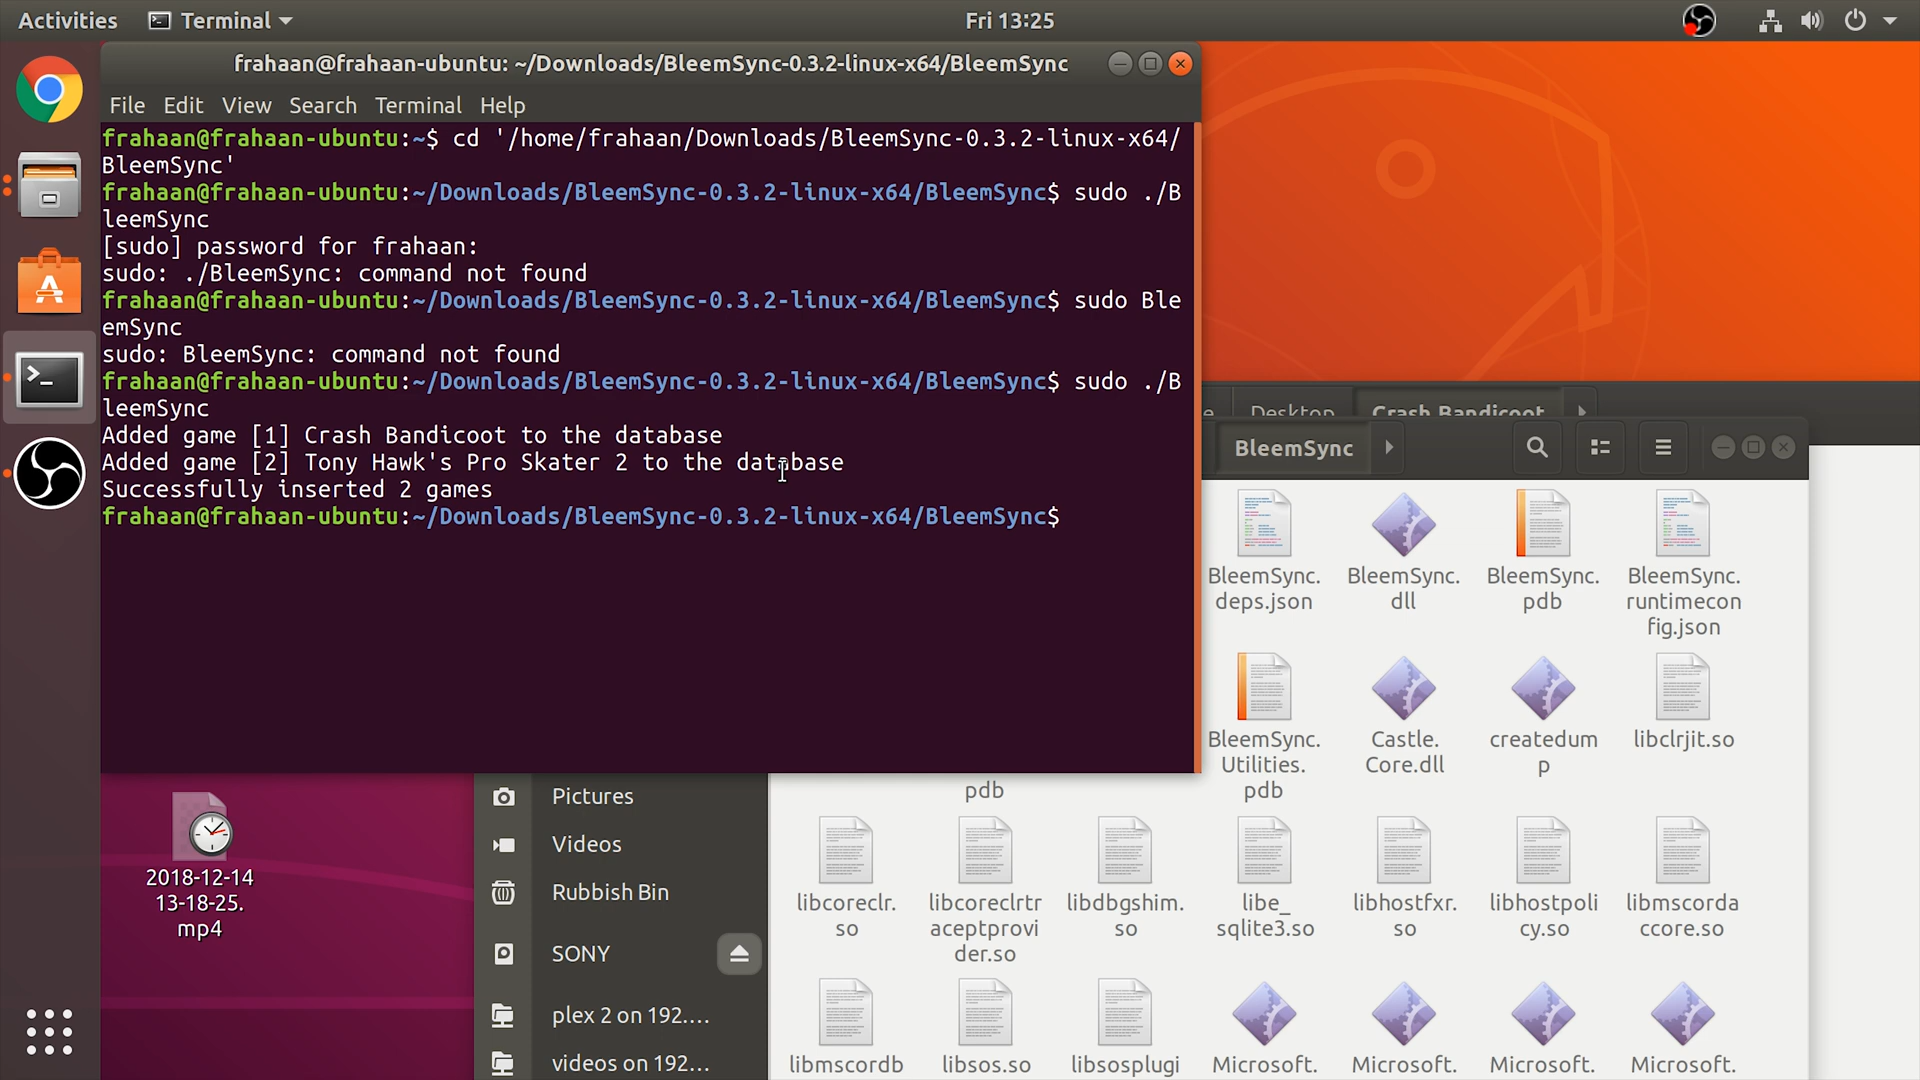 Activities
Terminal
Fri 13:25
frahaan@frahaan-ubuntu: ~/Downloads/BleemSync-0.3.2-linux-x64/BleemSync
File Edit View Search Terminal Help
frahaan@frahaan-ubuntu:~$ cd '/home/frahaan/Downloads/BleemSync-0.3.2-linux-x64/
BleemSync'
frahaan@frahaan-ubuntu:~/Downloads/BleemSync-0.3.2-linux-x64/BleemSync$ sudo ./B
leemSync
[sudo] password for frahaan:
sudo: ./BleemSync: command not found
frahaan@frahaan-ubuntu:~/Downloads/BleemSync-0.3.2-linux-x64/BleemSync$ sudo Ble
emSync
sudo: BleemSync: command not found
frahaan@frahaan-ubuntu:~/Downloads/BleemSync-0.3.2-linux-x64/BleemSync$ sudo ./B
leemSync
Added game [1] Crash Bandicoot to the database
Added game [2] Tony Hawk's Pro Skater 2 to the database
Successfully inserted 2 games
frahaan@frahaan-ubuntu:~/Downloads/BleemSync-0.3.2-linux-x64/BleemSync$
e
Desktop
Crash Bandicoot
BleemSync
BleemSync.
deps.json
BleemSync.
dll
BleemSync.
pdb
BleemSync.
runtimecon
fig.json
BleemSync.
Utilities.
pdb
Castle.
Core.dll
createdum
p
libclrjit.so
pdb
libcoreclr.
so
libcoreclrtr
aceptprovi
der.so
libdbgshim.
so
libe_
sqlite3.so
libhostfxr.
so
libhostpoli
cy.so
libmscorda
ccore.so
libmscordb
libsos.so
libsosplugi
Microsoft.
Microsoft.
Microsoft.
Microsoft.
Pictures
Videos
Rubbish Bin
SONY
plex 2 on 192....
videos on 192...
2018-12-14
13-18-25.
mp4